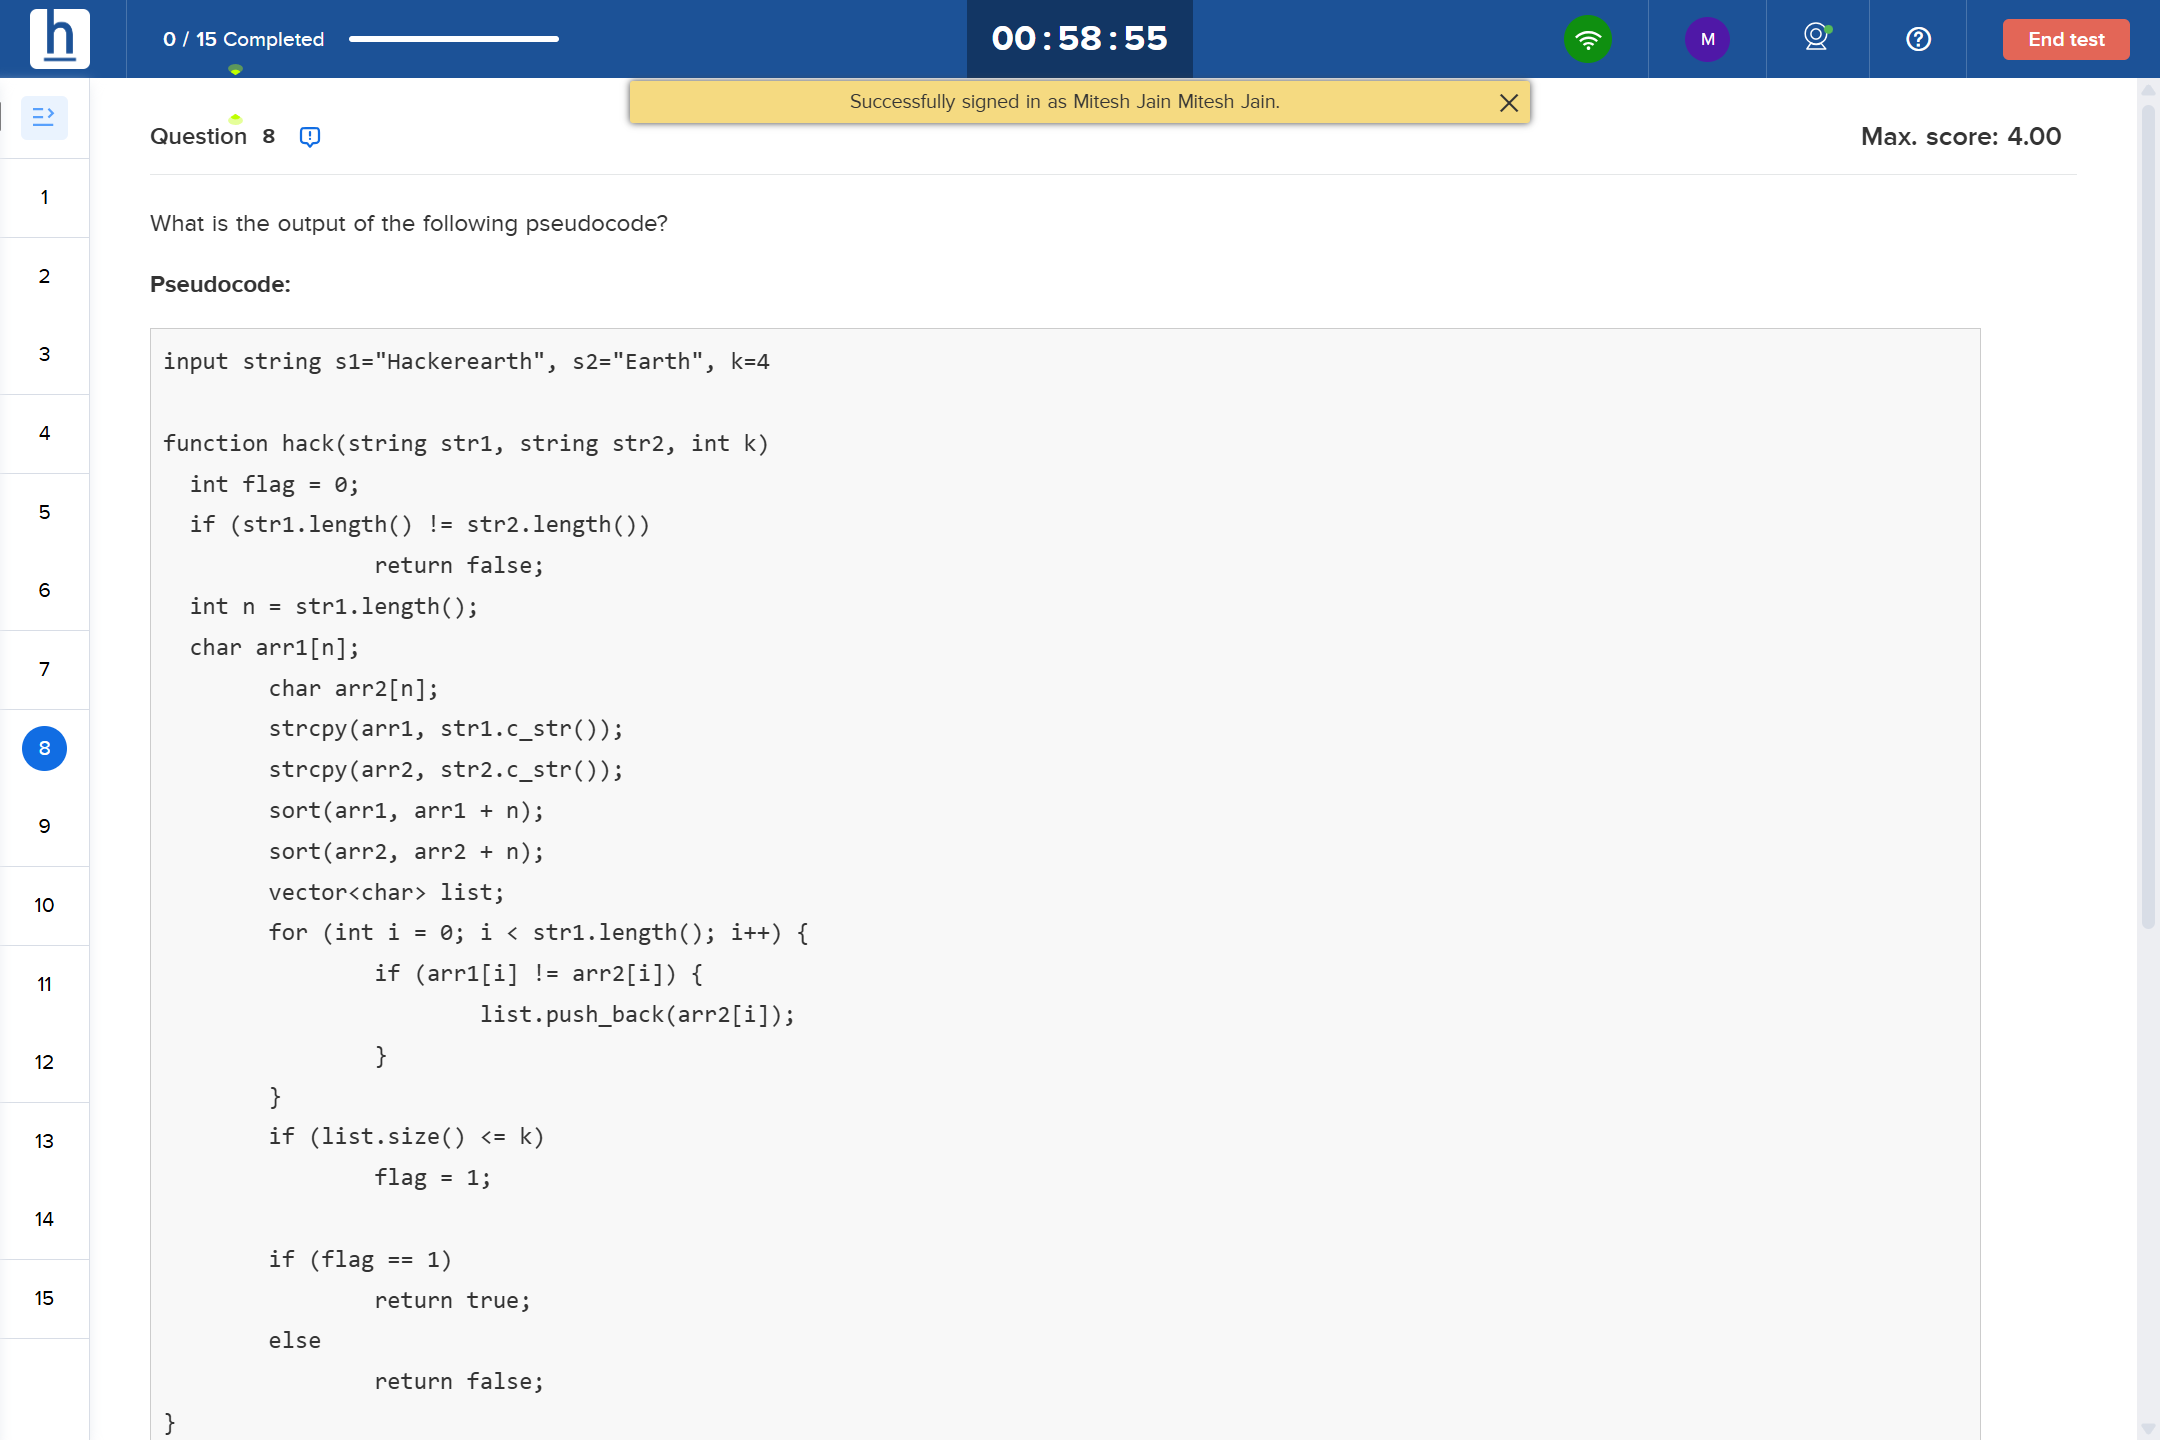 h
0 / 15 Completed
00:58:55
M
End test
Successfully signed in as Mitesh Jain Mitesh Jain.
Question 8
Max. score: 4.00
1
2
3
4
5
6
7
8
9
10
11
12
13
14
15
What is the output of the following pseudocode?
Pseudocode:
input string s1="Hackerearth", s2="Earth", k=4
function hack(string str1, string str2, int k)
int flag = 0;
if (str1.length() != str2.length())
return false;
int n = str1.length();
char arr1[n];
char arr2[n];
strcpy(arr1, str1.c_str());
strcpy(arr2, str2.c_str());
sort(arr1, arr1 + n);
sort(arr2, arr2 + n);
vector<char> list;
for (int i = 0; i < str1.length(); i++) {
if (arr1[i] != arr2[i]) {
list.push_back(arr2[i]);
}
}
if (list.size() <= k)
flag = 1;
if (flag == 1)
return true;
else
return false;
}